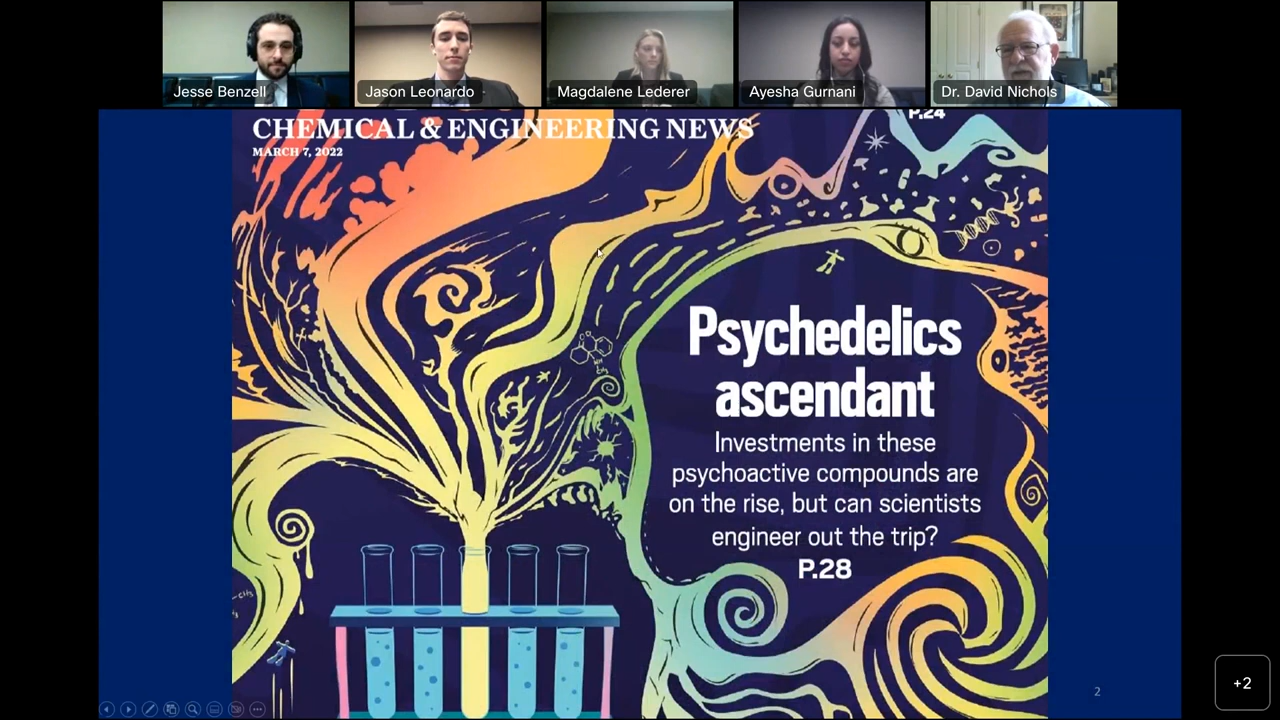 Jesse Benzell
Jason Leonardo
Magdalene Lederer
Ayesha Gurnani
Dr. David Nichols
P.24
CHEMICAL & ENGINEERING NEWS
MARCH 7, 2022
Psychedelics
ascendant
Investments in these
psychoactive compounds are
on the rise, but can scientists
engineer out the trip?
P.28
2
+2